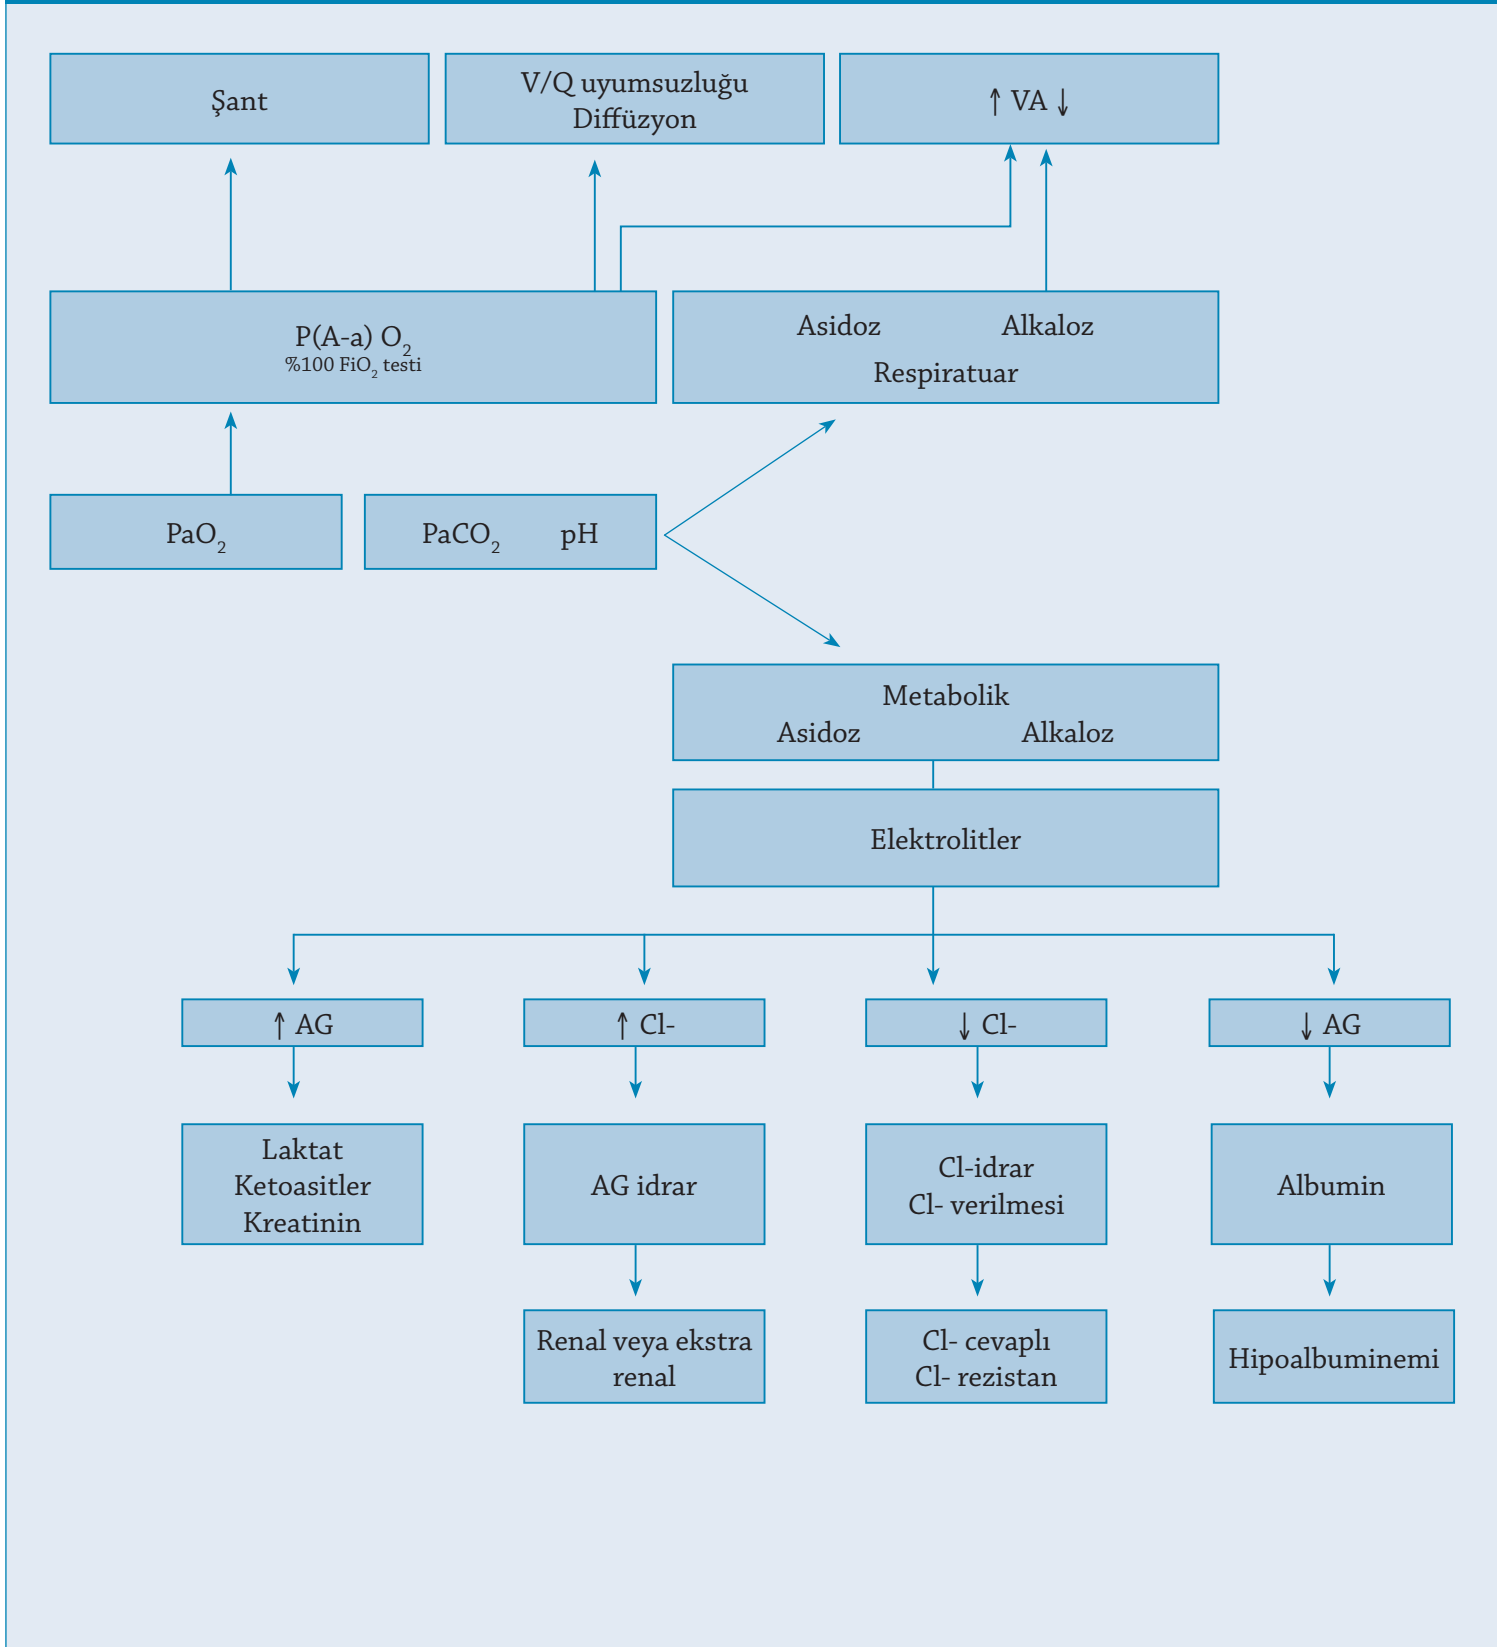 Şant
V/Q uyumsuzluğu
Diffüzyon
↑ VA ↓
P(A-a) O₂
%100 FiO₂ testi
Asidoz Alkaloz
Respiratuar
PaO₂
PaCO₂ pH
Metabolik
Asidoz Alkaloz
Elektrolitler
↑ AG
↑ Cl-
↓ Cl-
↓ AG
Laktat
Ketoasitler
Kreatinin
AG idrar
Cl-idrar
Cl- verilmesi
Albumin
Renal veya ekstra
renal
Cl- cevaplı
Cl- rezistan
Hipoalbuminemi